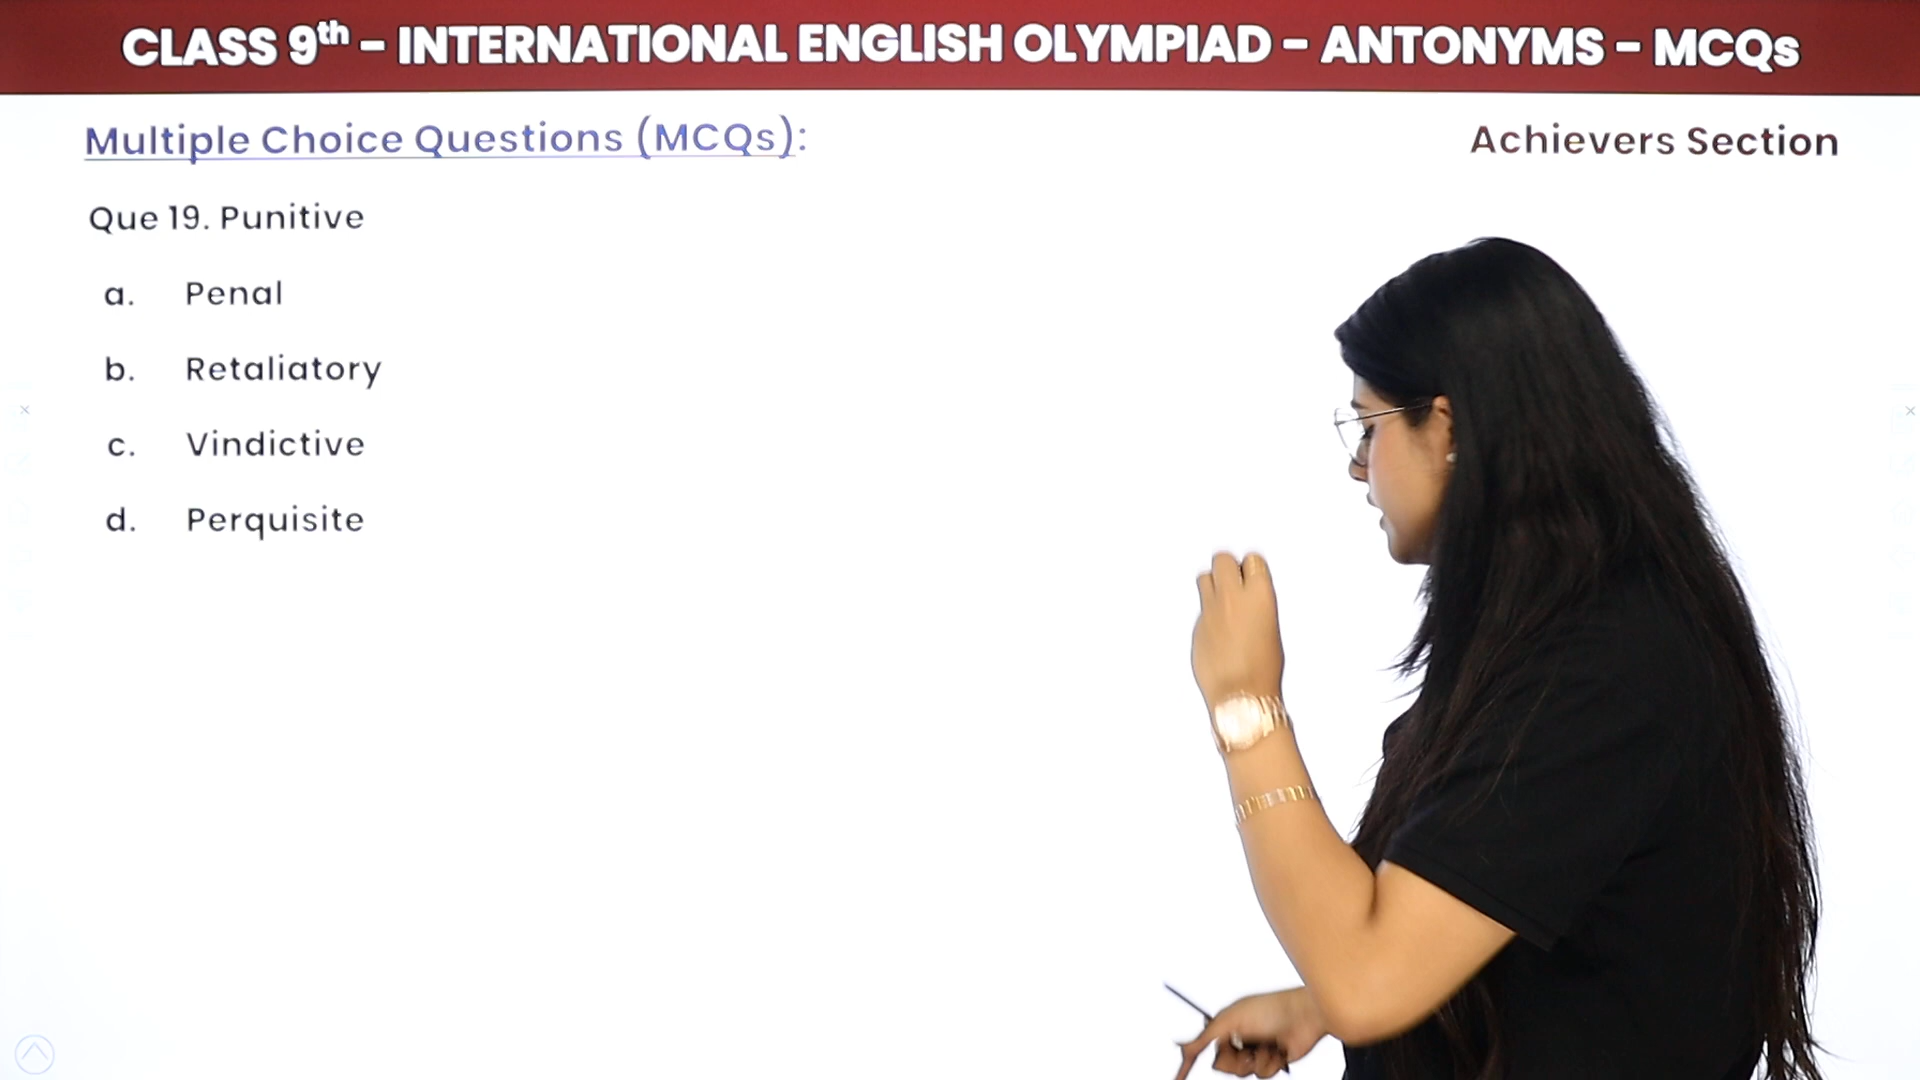 CLASS 9th - INTERNATIONAL ENGLISH OLYMPIAD - ANTONYMS - MCQs
Multiple Choice Questions (MCQs):
Achievers Section
Que 19. Punitive
a. Penal
b. Retaliatory
c. Vindictive
d. Perquisite